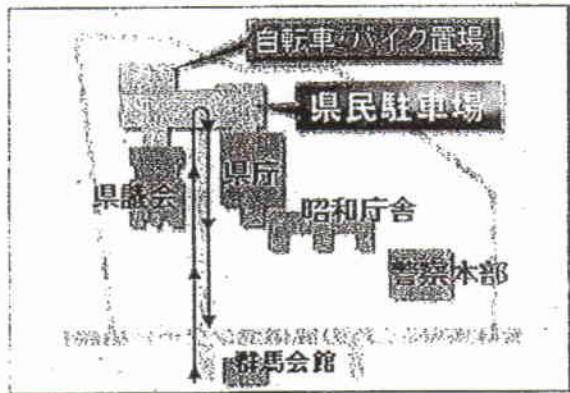 自転車・バイク置場
県民駐車場
県議会
県庁
昭和庁舎
警察本部
群馬会館